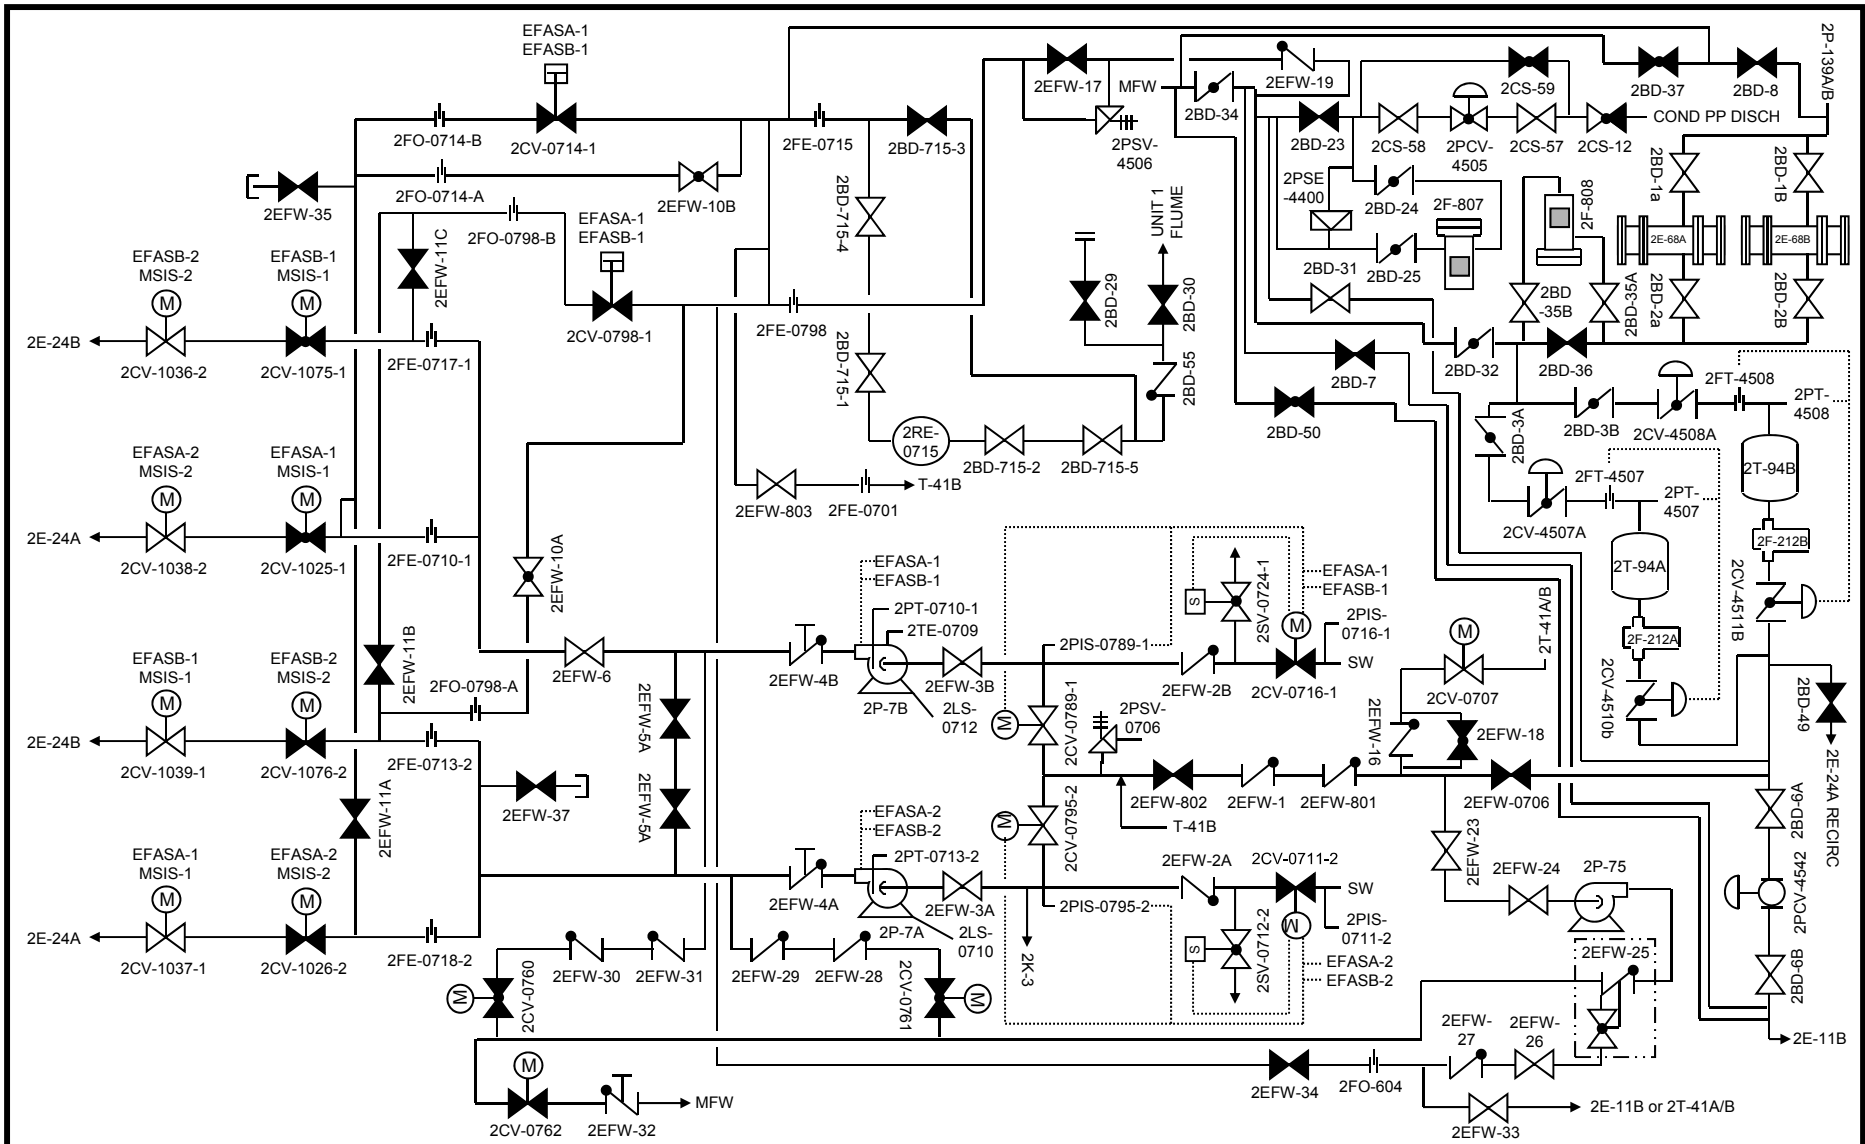 EFASA-1
EFASB-1
2FO-0714-B
2CV-0714-1
2FE-0715
2BD-715-3
2EFW-17
MFW
2PSV-
4506
2BD-34
2EFW-19
2BD-23
2CS-59
2CS-58
2PCV-
4505
2CS-57
2CS-12
COND PP DISCH
2BD-37
2BD-8
2P-139A/B
2EFW-35
2FO-0714-A
2EFW-10B
2BD-715-4
2FO-0798-B
EFASA-1
EFASB-1
2CV-0798-1
2FE-0798
2EFW-11C
UNIT 1
FLUME
2BD-29
2BD-30
2BD-55
2PSE
-4400
2BD-24
2F-807
2BD-25
2BD-31
2F-808
2BD
-35B
2BD-35A
2BD-1a
2BD-1B
2E-68A
2E-68B
2BD-2a
2BD-2B
EFASB-2
MSIS-2
M
EFASB-1
MSIS-1
M
2E-24B
2CV-1036-2
2CV-1075-1
2FE-0717-1
2BD-715-1
2BD-7
2BD-32
2BD-36
2BD-50
2FT-4508
2PT-
4508
2BD-3A
2BD-3B
2CV-4508A
2RE-
0715
2BD-715-2
2BD-715-5
2EFW-803
2FE-0701
T-41B
2FT-4507
2PT-
4507
2CV-4507A
2T-94B
2F-212B
2T-94A
2F-212A
2CV-4511B
2CV-4510b
EFASA-2
MSIS-2
M
EFASA-1
MSIS-1
M
2E-24A
2CV-1038-2
2CV-1025-1
2FE-0710-1
2EFW-10A
EFASA-1
EFASB-1
2PT-0710-1
2TE-0709
2EFW-6
2EFW-4B
2P-7B
2LS-
0712
2EFW-3B
2PIS-0789-1
2EFW-2B
S
2SV-0724-1
EFASA-1
EFASB-1
M
2PIS-
0716-1
SW
2CV-0716-1
M
2CV-0707
2T-41A/B
2EFW-16
2EFW-18
M
2CV-0789-1
2PSV
-0706
2EFW-802
2EFW-1
2EFW-801
2EFW-0706
T-41B
2BD-49
2E-24A RECIRC
EFASB-1
MSIS-1
M
EFASB-2
MSIS-2
M
2E-24B
2CV-1039-1
2CV-1076-2
2EFW-11B
2FO-0798-A
2FE-0713-2
2EFW-37
2EFW-5A
2EFW-5A
2EFW-11A
M
2CV-0795-2
EFASA-2
EFASB-2
2PT-0713-2
2EFW-4A
2P-7A
2LS-
0710
2EFW-3A
2PIS-0795-2
2EFW-2A
2CV-0711-2
SW
M
2PIS-
0711-2
S
2SV-0712-2
EFASA-2
EFASB-2
2K-3
2EFW-23
2EFW-24
2P-75
2EFW-25
2BD-6A
2PCV-4542
2BD-6B
2E-11B
EFASA-1
MSIS-1
M
EFASA-2
MSIS-2
M
2E-24A
2CV-1037-1
2CV-1026-2
2FE-0718-2
M
2CV-0760
2EFW-30
2EFW-31
2EFW-29
2EFW-28
2CV-0761
M
M
2CV-0762
2EFW-32
MFW
2EFW-34
2FO-604
2EFW-
27
2EFW-
26
2EFW-33
2E-11B or 2T-41A/B